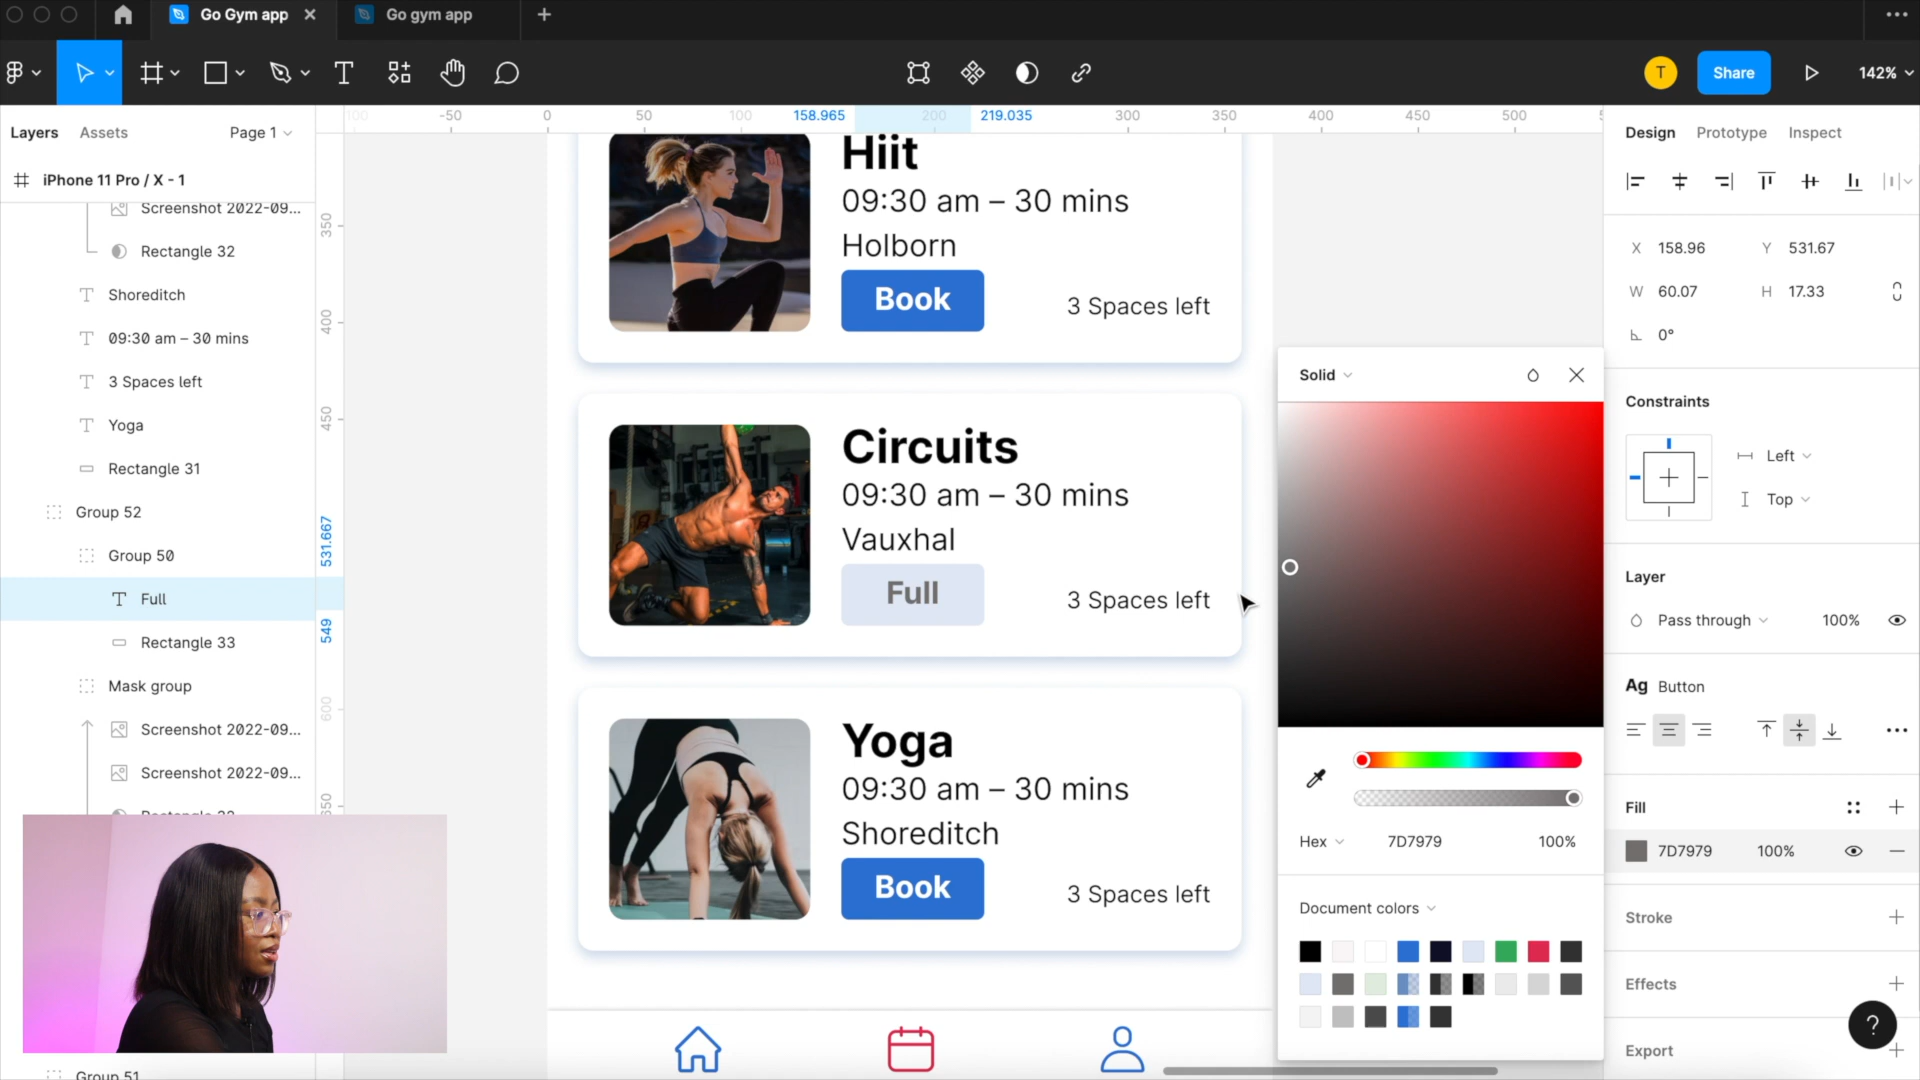 Go Gym app
Go gym app
T
Share
142%
Layers
Assets
Page 1
iPhone 11 Pro / X - 1
Screenshot 2022-09...
Rectangle 32
Shoreditch
09:30 am – 30 mins
3 Spaces left
Yoga
Rectangle 31
Group 52
Group 50
Full
Rectangle 33
Mask group
Screenshot 2022-09...
Screenshot 2022-09...
Group 51
-50
0
50
100
158.965
200
219.035
300
350
400
450
500
350
400
450
531.667
549
600
Hiit
09:30 am – 30 mins
Holborn
Book
3 Spaces left
Circuits
09:30 am – 30 mins
Vauxhal
Full
3 Spaces left
Yoga
09:30 am – 30 mins
Shoreditch
Book
3 Spaces left
Solid
Hex
7D7979
100%
Document colors
Design
Prototype
Inspect
X 158.96
Y 531.67
W 60.07
H 17.33
0°
Constraints
Left
Top
Layer
Pass through
100%
Ag Button
Fill
7D7979
100%
Stroke
Effects
Export
?